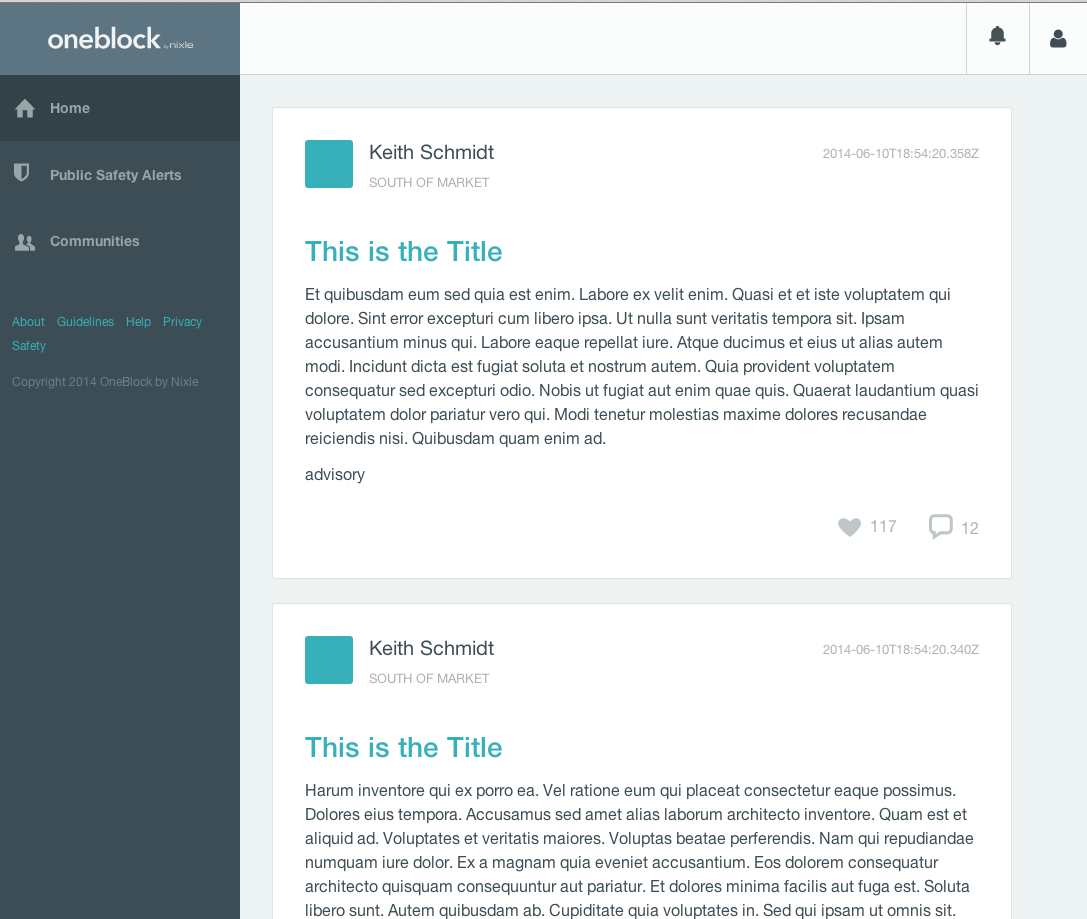 oneblock by nixle
Home
Public Safety Alerts
Communities
About Guidelines Help Privacy
Safety
Copyright 2014 OneBlock by Nixle
Keith Schmidt
2014-06-10T18:54:20.358Z
SOUTH OF MARKET
This is the Title
Et quibusdam eum sed quia est enim. Labore ex velit enim. Quasi et et iste voluptatem qui
dolore. Sint error excepturi cum libero ipsa. Ut nulla sunt veritatis tempora sit. Ipsam
accusantium minus qui. Labore eaque repellat iure. Atque ducimus et eius ut alias autem
modi. Incidunt dicta est fugiat soluta et nostrum autem. Quia provident voluptatem
consequatur sed excepturi odio. Nobis ut fugiat aut enim quae quis. Quaerat laudantium quasi
voluptatem dolor pariatur vero qui. Modi tenetur molestias maxime dolores recusandae
reiciendis nisi. Quibusdam quam enim ad.
advisory
117 12
Keith Schmidt
2014-06-10T18:54:20.340Z
SOUTH OF MARKET
This is the Title
Harum inventore qui ex porro ea. Vel ratione eum qui placeat consectetur eaque possimus.
Dolores eius tempora. Accusamus sed amet alias laborum architecto inventore. Quam est et
aliquid ad. Voluptates et veritatis maiores. Voluptas beatae perferendis. Nam qui repudiandae
numquam iure dolor. Ex a magnam quia eveniet accusantium. Eos dolorem consequatur
architecto quisquam consequuntur aut pariatur. Et dolores minima facilis aut fuga est. Soluta
libero sunt. Autem quibusdam ab. Cupiditate quia voluptates in. Sed qui ipsam ut omnis sit.